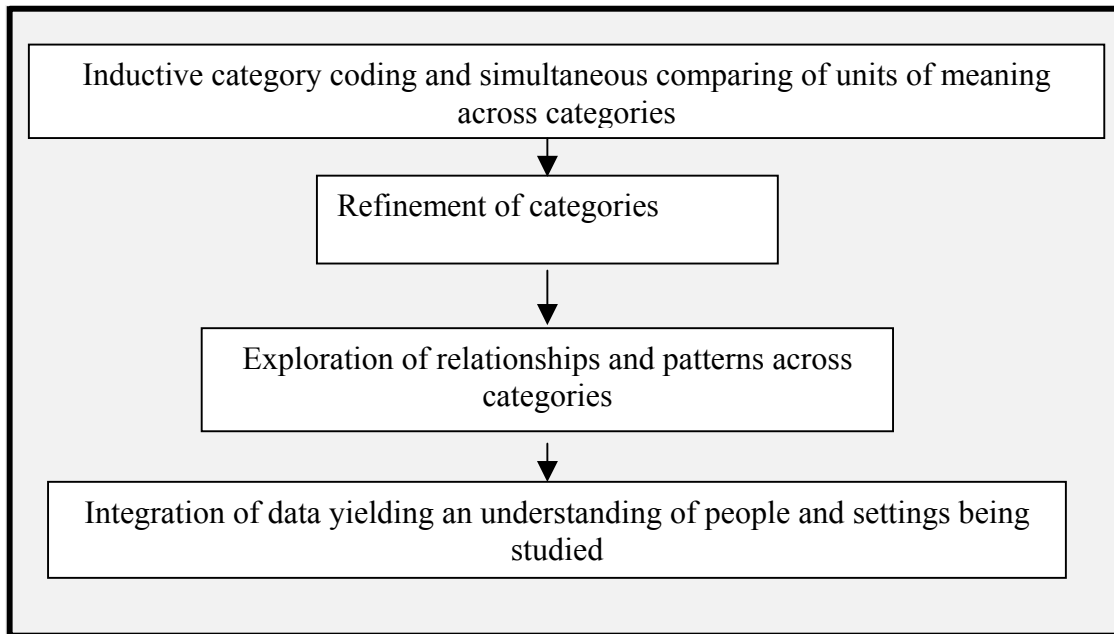 Inductive category coding and simultaneous comparing of units of meaning
across categories
Refinement of categories
Exploration of relationships and patterns across
categories
Integration of data yielding an understanding of people and settings being
studied